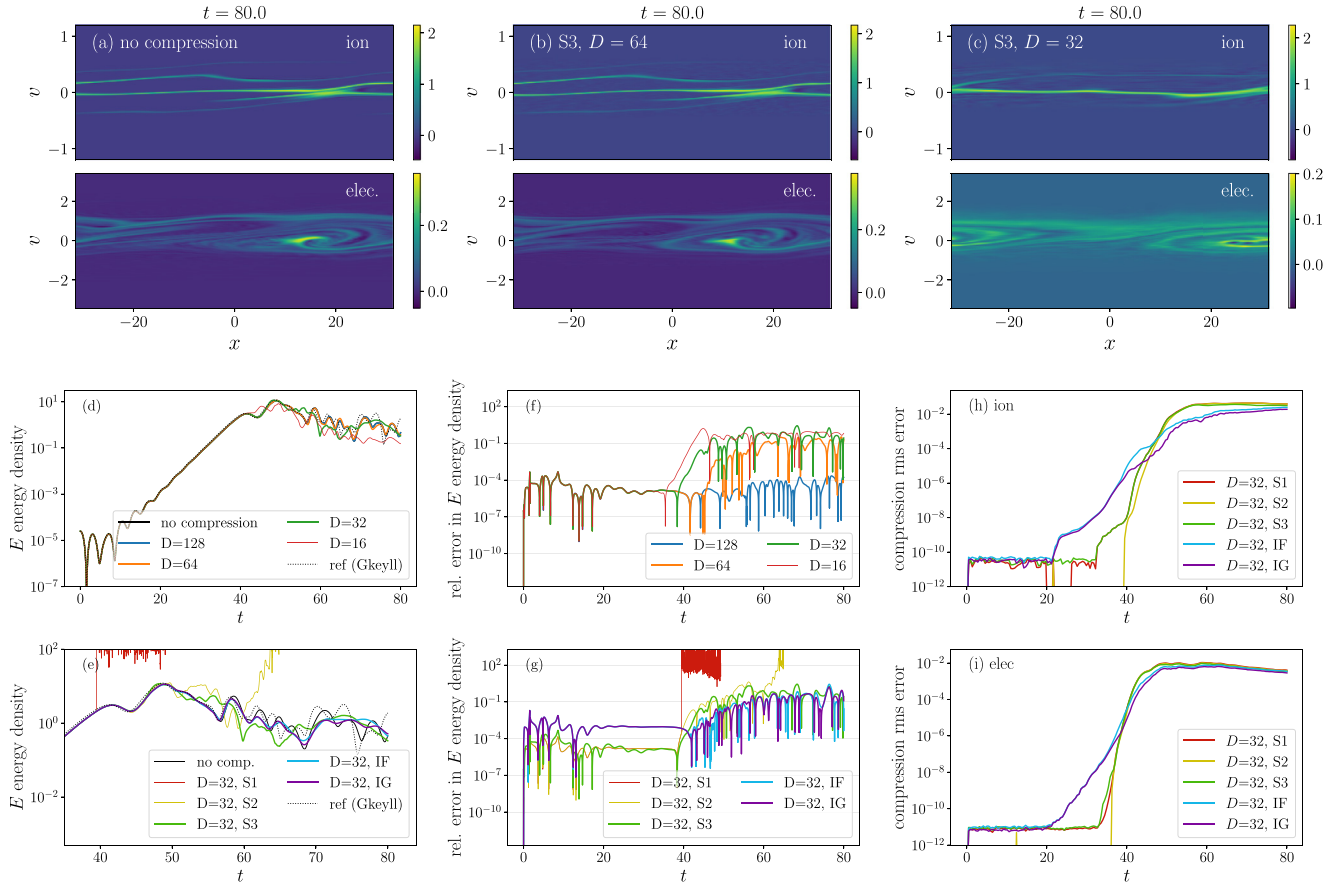 t = 80.0
(a) no compression
ion
v
1
0
−1
2
1
0
elec.
v
2
0
−2
0.2
0.0
−20
0
20
x
t = 80.0
(b) S3, D = 64
ion
v
1
0
−1
2
1
0
elec.
v
2
0
−2
0.2
0.0
−20
0
20
x
t = 80.0
(c) S3, D = 32
ion
v
1
0
−1
2
1
0
elec.
v
2
0
−2
0.2
0.1
0.0
−20
0
20
x
(d)
E energy density
10^1
10^-1
10^-3
10^-5
10^-7
no compression
D=128
D=64
D=32
D=16
ref (Gkeyll)
0
20
40
60
80
t
(f)
rel. error in E energy density
10^2
10^-1
10^-4
10^-7
10^-10
D=128
D=64
D=32
D=16
0
20
40
60
80
t
(h) ion
compression rms error
10^-2
10^-4
10^-6
10^-8
10^-10
10^-12
D=32, S1
D=32, S2
D=32, S3
D=32, IF
D=32, IG
0
20
40
60
80
t
(e)
E energy density
10^2
10^0
10^-2
no comp.
D=32, S1
D=32, S2
D=32, S3
D=32, IF
D=32, IG
ref (Gkeyll)
40
50
60
70
80
t
(g)
rel. error in E energy density
10^2
10^-1
10^-4
10^-7
10^-10
D=32, S1
D=32, S2
D=32, S3
D=32, IF
D=32, IG
0
20
40
60
80
t
(i) elec
compression rms error
10^-2
10^-4
10^-6
10^-8
10^-10
10^-12
D=32, S1
D=32, S2
D=32, S3
D=32, IF
D=32, IG
0
20
40
60
80
t